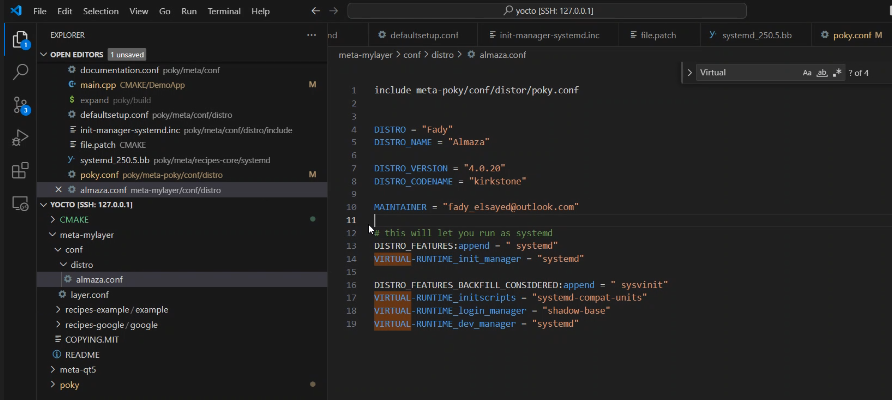 File Edit Selection View Go Run Terminal Help
yocto [SSH: 127.0.0.1]
EXPLORER
OPEN EDITORS 1 unsaved
documentation.conf poky/meta/conf
main.cpp CMAKE/DemoApp M
expand poky/build
defaultsetup.conf poky/meta/conf/distro
init-manager-systemd.inc poky/meta/conf/distro/include
file.patch CMAKE
systemd_250.5.bb poky/meta/recipes-core/systemd
poky.conf poky/meta-poky/conf/distro M
almaza.conf meta-mylayer/conf/distro
YOCTO [SSH: 127.0.0.1]
CMAKE
meta-mylayer
conf
distro
almaza.conf
layer.conf
recipes-example / example
recipes-google / google
COPYING.MIT
README
meta-qt5
poky
nd defaultsetup.conf init-manager-systemd.inc file.patch systemd_250.5.bb poky.conf M
meta-mylayer > conf > distro > almaza.conf
Virtual Aa ab .* ? of 4
1 include meta-poky/conf/distor/poky.conf
2
3
4 DISTRO = "Fady"
5 DISTRO_NAME = "Almaza"
6
7 DISTRO_VERSION = "4.0.20"
8 DISTRO_CODENAME = "kirkstone"
9
10 MAINTAINER = "fady_elsayed@outlook.com"
11
12 # this will let you run as systemd
13 DISTRO_FEATURES:append = " systemd"
14 VIRTUAL-RUNTIME_init_manager = "systemd"
15
16 DISTRO_FEATURES_BACKFILL_CONSIDERED:append = " sysvinit"
17 VIRTUAL-RUNTIME_initscripts = "systemd-compat-units"
18 VIRTUAL-RUNTIME_login_manager = "shadow-base"
19 VIRTUAL-RUNTIME_dev_manager = "systemd"
1
3